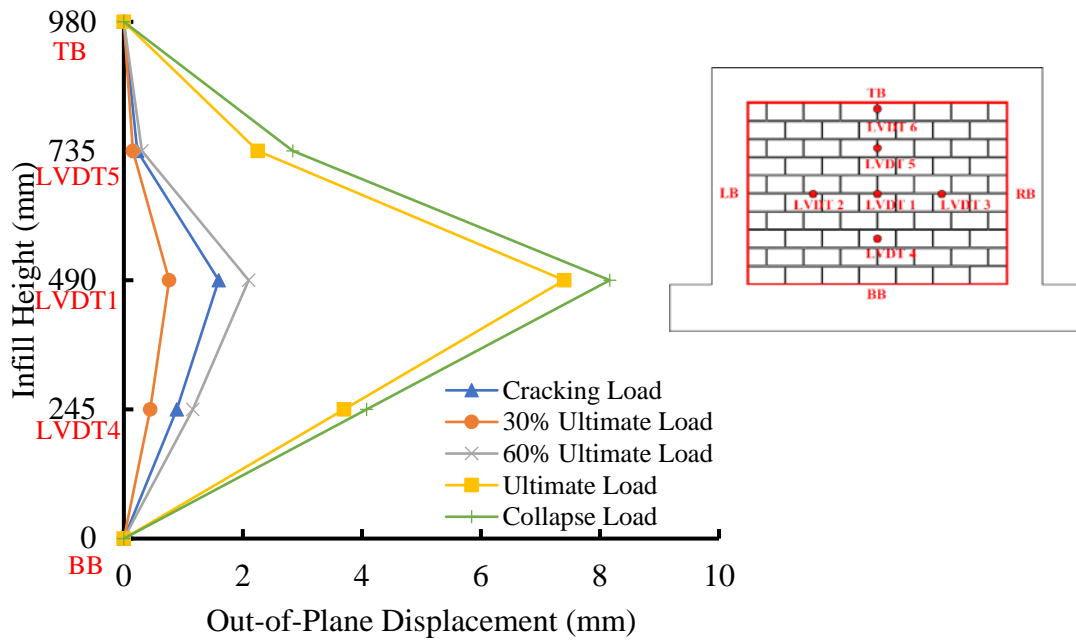 980
TB
735
LVDT5
490
LVDT1
245
LVDT4
0
BB
Infill Height (mm)
0 2 4 6 8 10
Out-of-Plane Displacement (mm)
Cracking Load
30% Ultimate Load
60% Ultimate Load
Ultimate Load
Collapse Load
TB
LVDT 6
LVDT 5
LB
LVDT 2 LVDT 1 LVDT 3
RB
LVDT 4
BB